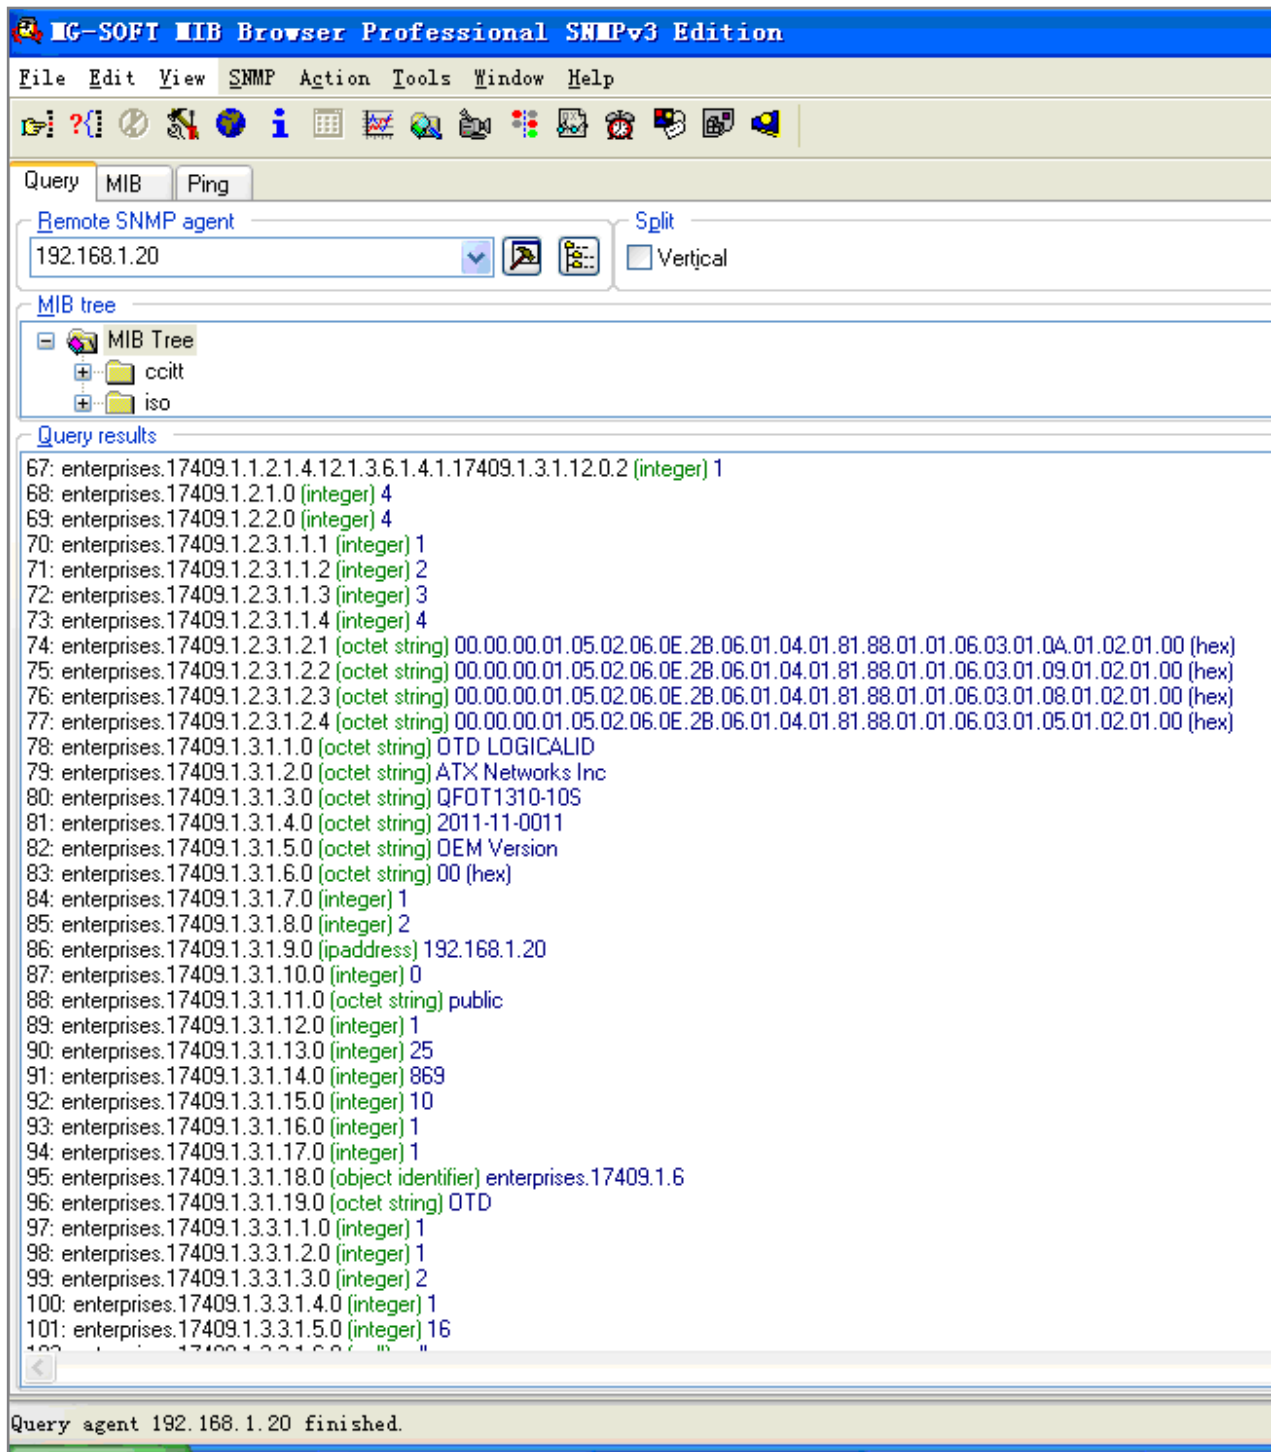 MG-SOFT MIB Browser Professional SNMPv3 Edition
File Edit View SNMP Action Tools Window Help
Query MIB Ping
Remote SNMP agent Split
192.168.1.20 Vertical
MIB tree
MIB Tree
ccitt
iso
Query results
67: enterprises.17409.1.1.2.1.4.12.1.3.6.1.4.1.17409.1.3.1.12.0.2 (integer) 1
68: enterprises.17409.1.2.1.0 (integer) 4
69: enterprises.17409.1.2.2.0 (integer) 4
70: enterprises.17409.1.2.3.1.1.1 (integer) 1
71: enterprises.17409.1.2.3.1.1.2 (integer) 2
72: enterprises.17409.1.2.3.1.1.3 (integer) 3
73: enterprises.17409.1.2.3.1.1.4 (integer) 4
74: enterprises.17409.1.2.3.1.2.1 (octet string) 00.00.00.01.05.02.06.0E.2B.06.01.04.01.81.88.01.01.06.03.01.0A.01.02.01.00 (hex)
75: enterprises.17409.1.2.3.1.2.2 (octet string) 00.00.00.01.05.02.06.0E.2B.06.01.04.01.81.88.01.01.06.03.01.09.01.02.01.00 (hex)
76: enterprises.17409.1.2.3.1.2.3 (octet string) 00.00.00.01.05.02.06.0E.2B.06.01.04.01.81.88.01.01.06.03.01.08.01.02.01.00 (hex)
77: enterprises.17409.1.2.3.1.2.4 (octet string) 00.00.00.01.05.02.06.0E.2B.06.01.04.01.81.88.01.01.06.03.01.05.01.02.01.00 (hex)
78: enterprises.17409.1.3.1.1.0 (octet string) OTD LOGICALID
79: enterprises.17409.1.3.1.2.0 (octet string) ATX Networks Inc
80: enterprises.17409.1.3.1.3.0 (octet string) QFOT1310-10S
81: enterprises.17409.1.3.1.4.0 (octet string) 2011-11-0011
82: enterprises.17409.1.3.1.5.0 (octet string) OEM Version
83: enterprises.17409.1.3.1.6.0 (octet string) 00 (hex)
84: enterprises.17409.1.3.1.7.0 (integer) 1
85: enterprises.17409.1.3.1.8.0 (integer) 2
86: enterprises.17409.1.3.1.9.0 (ipaddress) 192.168.1.20
87: enterprises.17409.1.3.1.10.0 (integer) 0
88: enterprises.17409.1.3.1.11.0 (octet string) public
89: enterprises.17409.1.3.1.12.0 (integer) 1
90: enterprises.17409.1.3.1.13.0 (integer) 25
91: enterprises.17409.1.3.1.14.0 (integer) 869
92: enterprises.17409.1.3.1.15.0 (integer) 10
93: enterprises.17409.1.3.1.16.0 (integer) 1
94: enterprises.17409.1.3.1.17.0 (integer) 1
95: enterprises.17409.1.3.1.18.0 (object identifier) enterprises.17409.1.6
96: enterprises.17409.1.3.1.19.0 (octet string) OTD
97: enterprises.17409.1.3.3.1.1.0 (integer) 1
98: enterprises.17409.1.3.3.1.2.0 (integer) 1
99: enterprises.17409.1.3.3.1.3.0 (integer) 2
100: enterprises.17409.1.3.3.1.4.0 (integer) 1
101: enterprises.17409.1.3.3.1.5.0 (integer) 16
Query agent 192.168.1.20 finished.